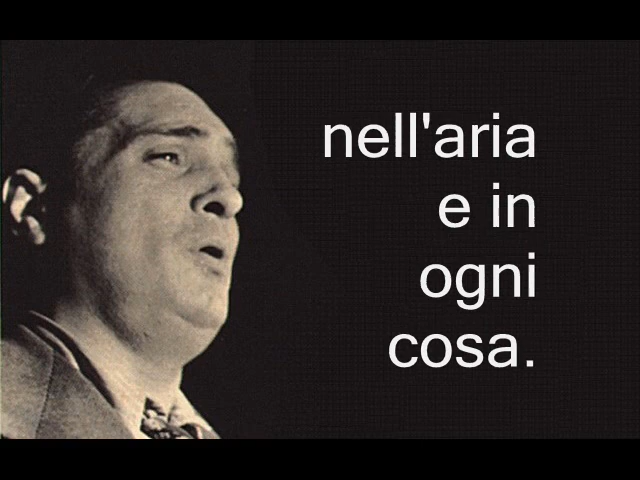 nell'aria
e in
ogni
cosa.